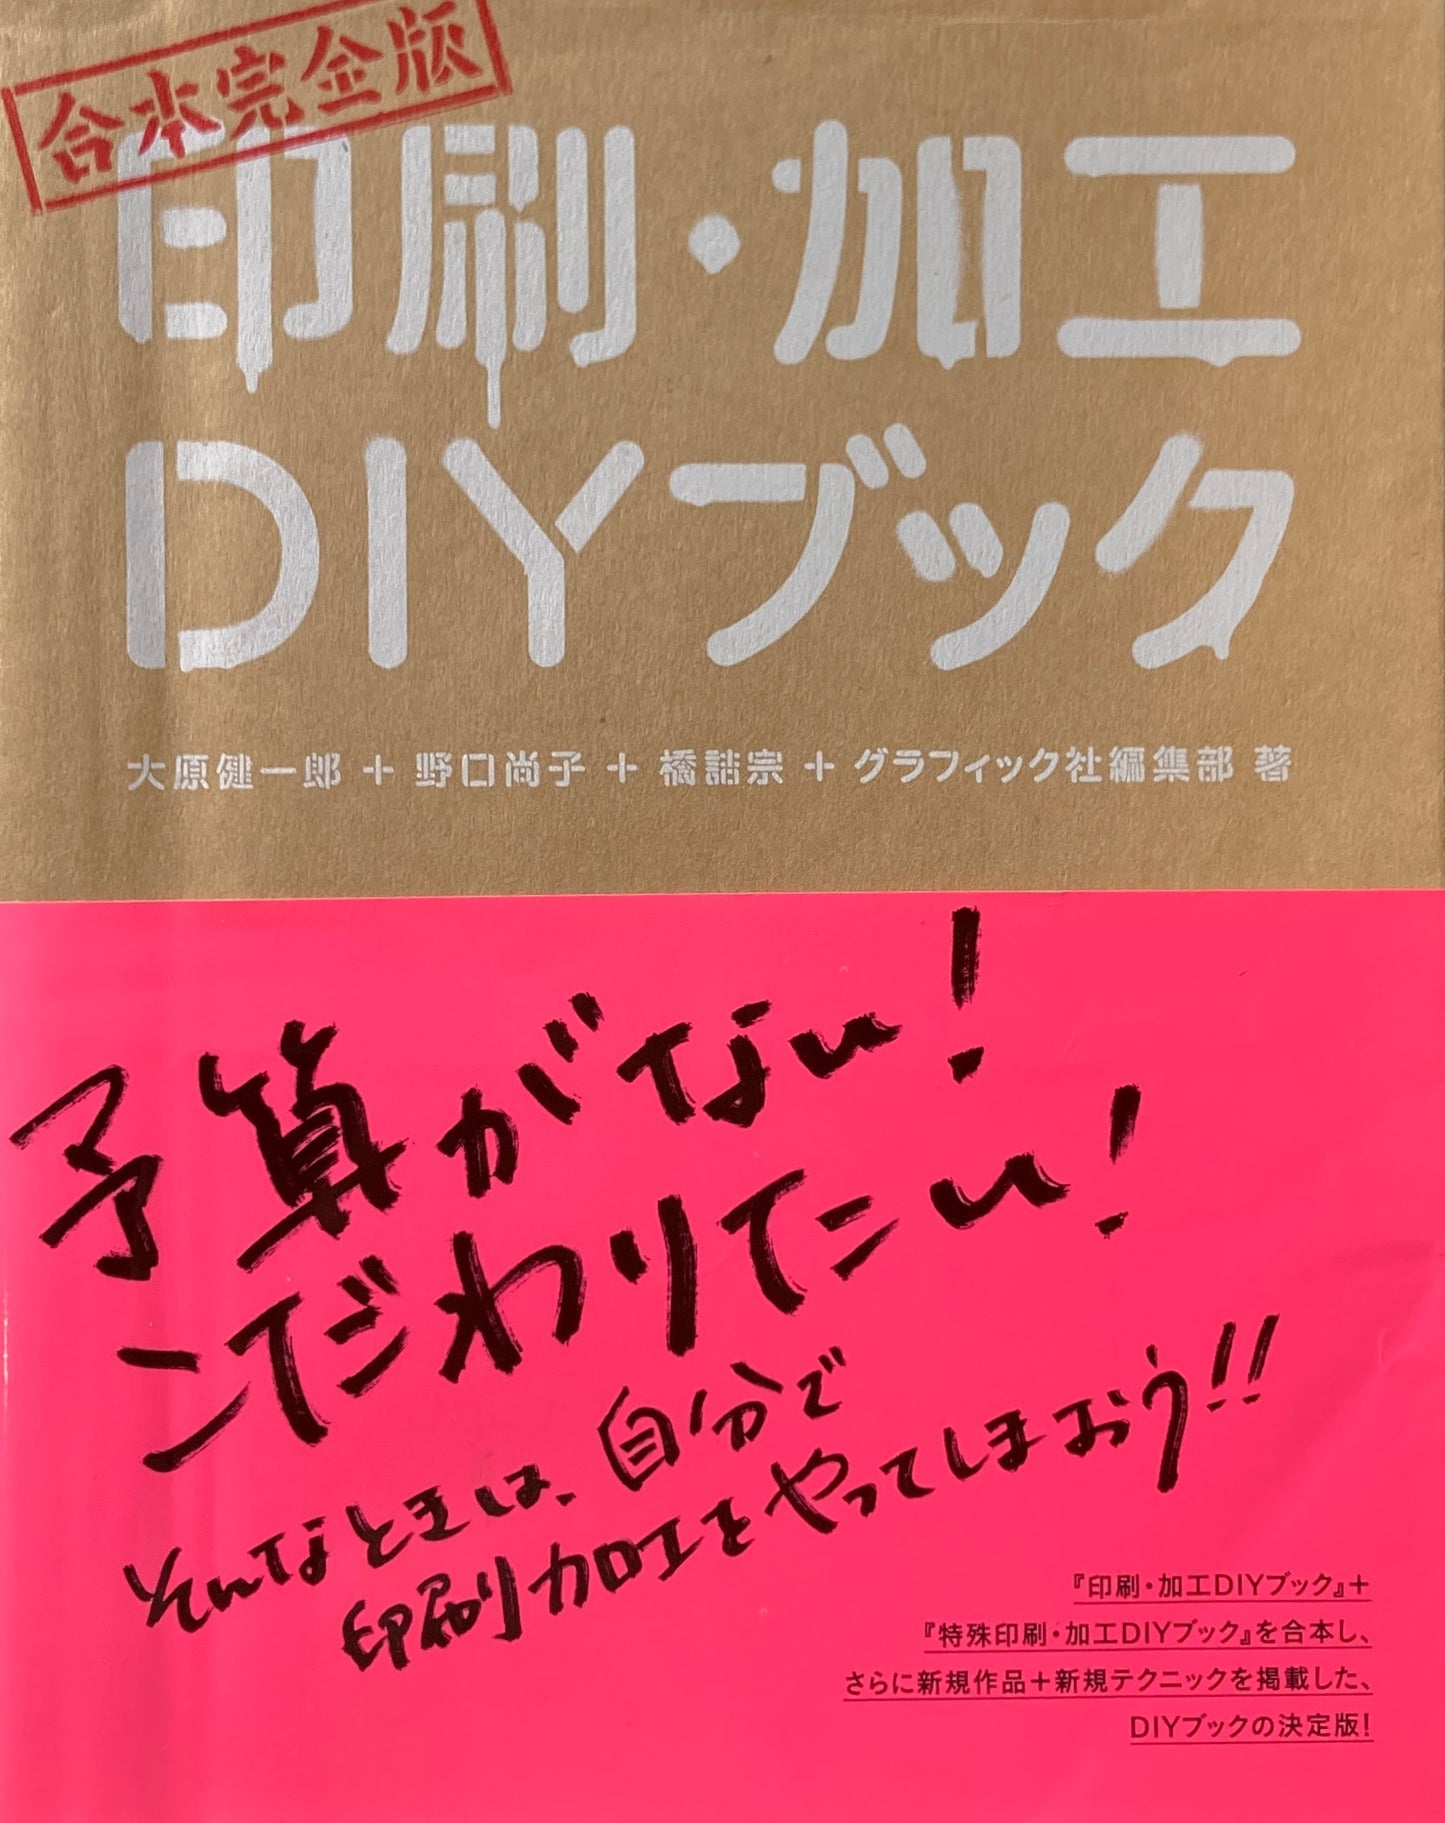 合本完全版
印刷・加工
DIYブック
大原健一郎 + 野口尚子 + 橋詰宗 + グラフィック社編集部 著
予算がない!
こだわりたい!
そんなときは、自分で
印刷加工をやってしまおう!!
『印刷・加工DIYブック』+
『特殊印刷・加工DIYブック』を合本し、
さらに新規作品+新規テクニックを掲載した、
DIYブックの決定版!